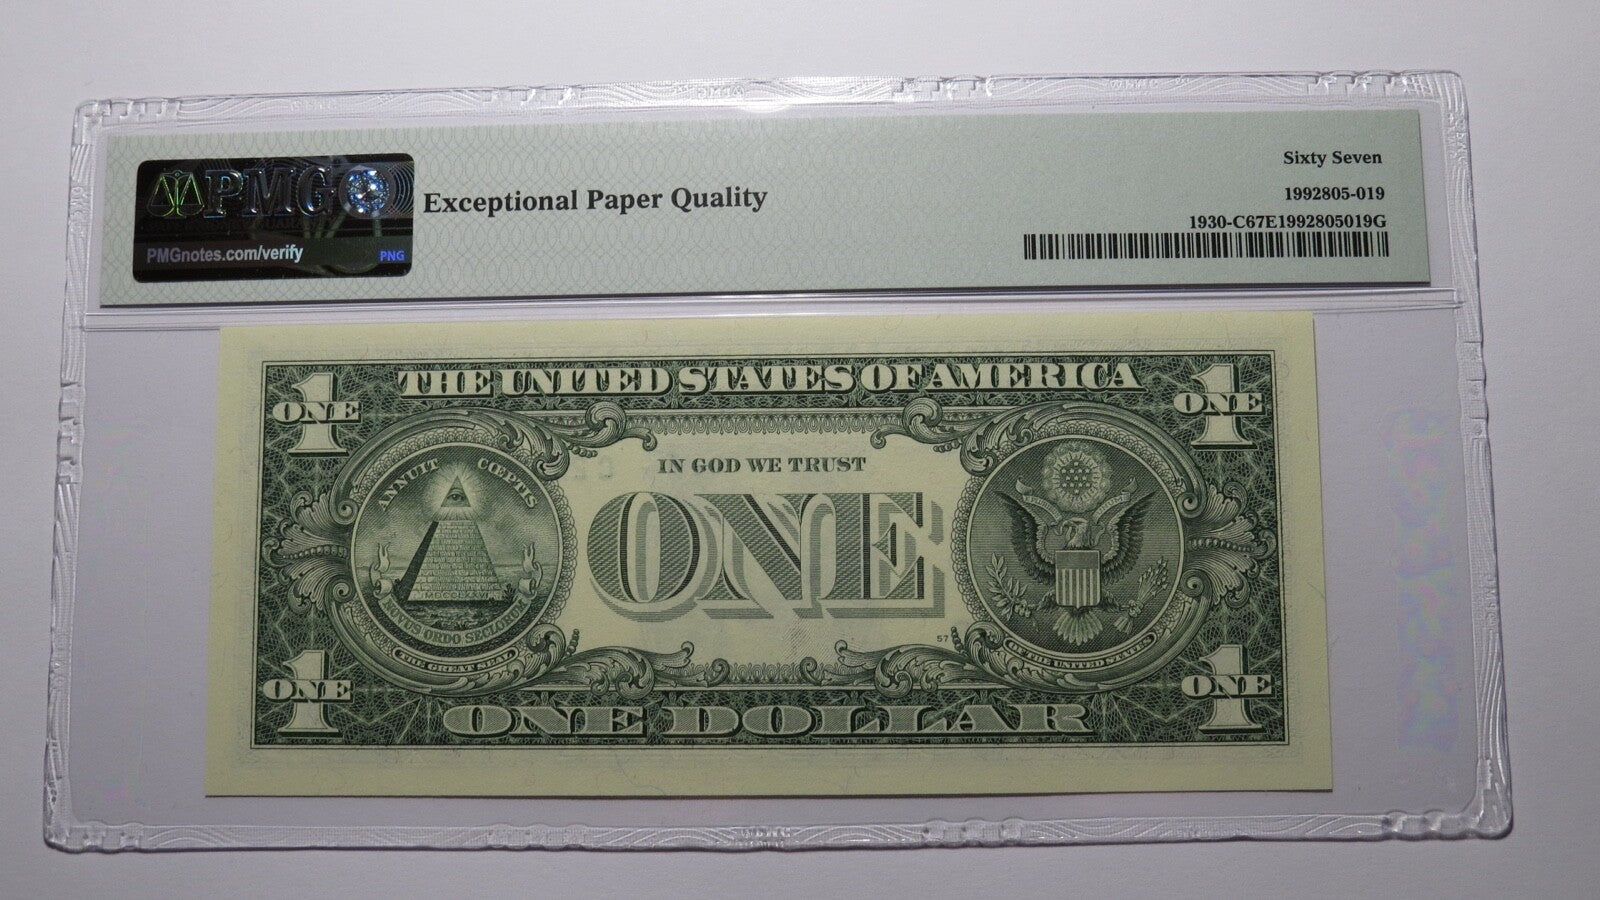 PMG
PMGnotes.com/verify
PNG
Exceptional Paper Quality
Sixty Seven
1992805-019
1930-C67E1992805019G
THE UNITED STATES OF AMERICA
1
ONE
1
ONE
ANNUIT CŒPTIS
IN GOD WE TRUST
ONE
MDCCLXXVI
NOVUS ORDO SECLORUM
THE GREAT SEAL
57
OF THE UNITED STATES
1
ONE
1
ONE
ONE DOLLAR